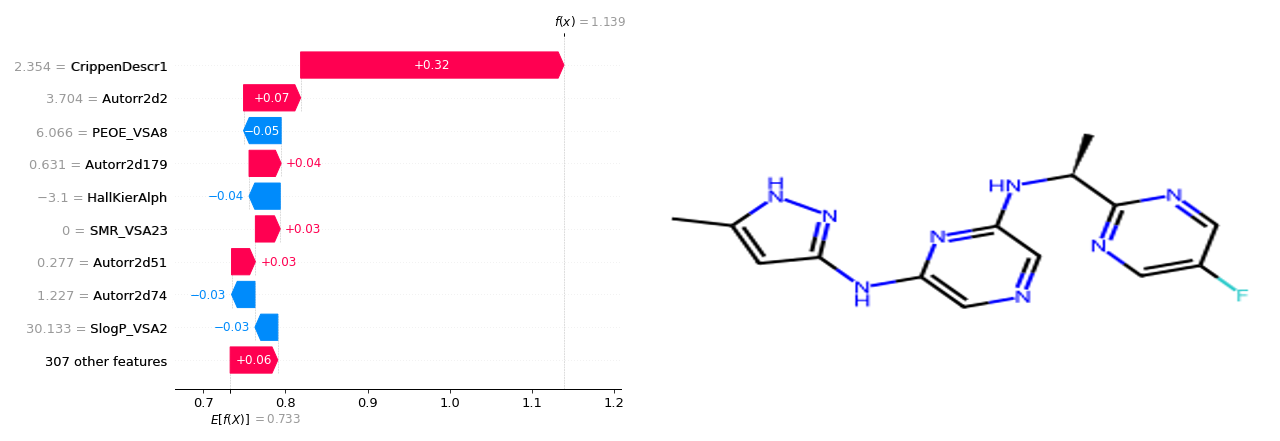 f(x) = 1.139
2.354 = CrippenDescr1
+0.32
3.704 = Autorr2d2
+0.07
6.066 = PEOE_VSA8
−0.05
0.631 = Autorr2d179
+0.04
−3.1 = HallKierAlph
−0.04
0 = SMR_VSA23
+0.03
0.277 = Autorr2d51
+0.03
1.227 = Autorr2d74
−0.03
30.133 = SlogP_VSA2
−0.03
307 other features
+0.06
0.7 0.8 0.9 1.0 1.1 1.2
E[f(X)] = 0.733
H
N
N
N
H
N
N
HN
N
N
F